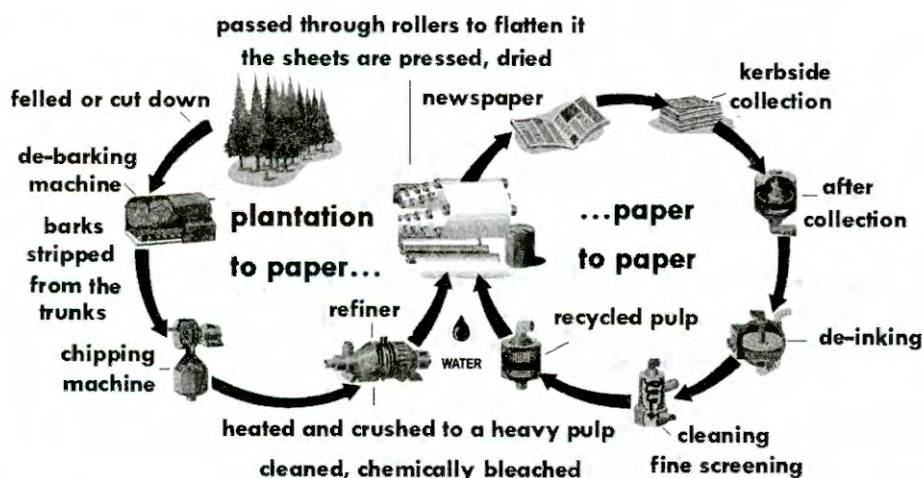 passed through rollers to flatten it
the sheets are pressed, dried
felled or cut down
newspaper
kerbside
collection
de-barking
machine
plantation
to paper...
...paper
to paper
after
collection
barks
stripped
from the
trunks
refiner
recycled pulp
de-inking
chipping
machine
WATER
heated and crushed to a heavy pulp
cleaned, chemically bleached
cleaning
fine screening